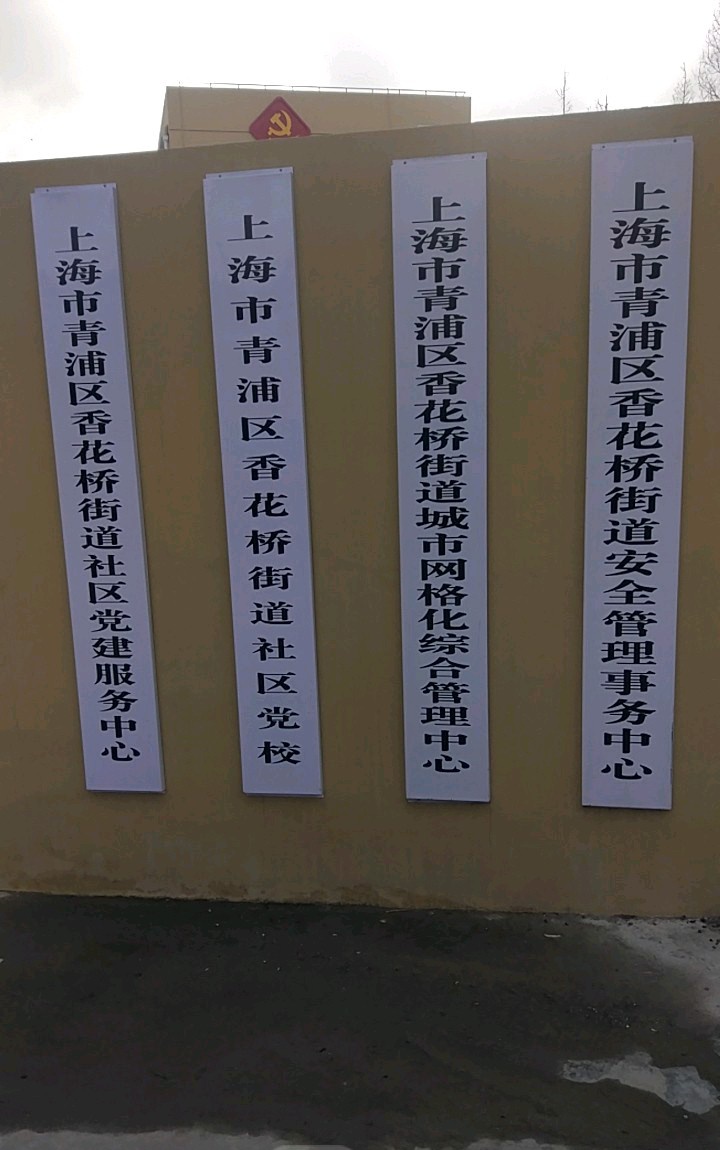 上海市青浦区香花桥街道社区党建服务中心
上海市青浦区香花桥街道社区党校
上海市青浦区香花桥街道城市网格化综合管理中心
上海市青浦区香花桥街道安全管理事务中心